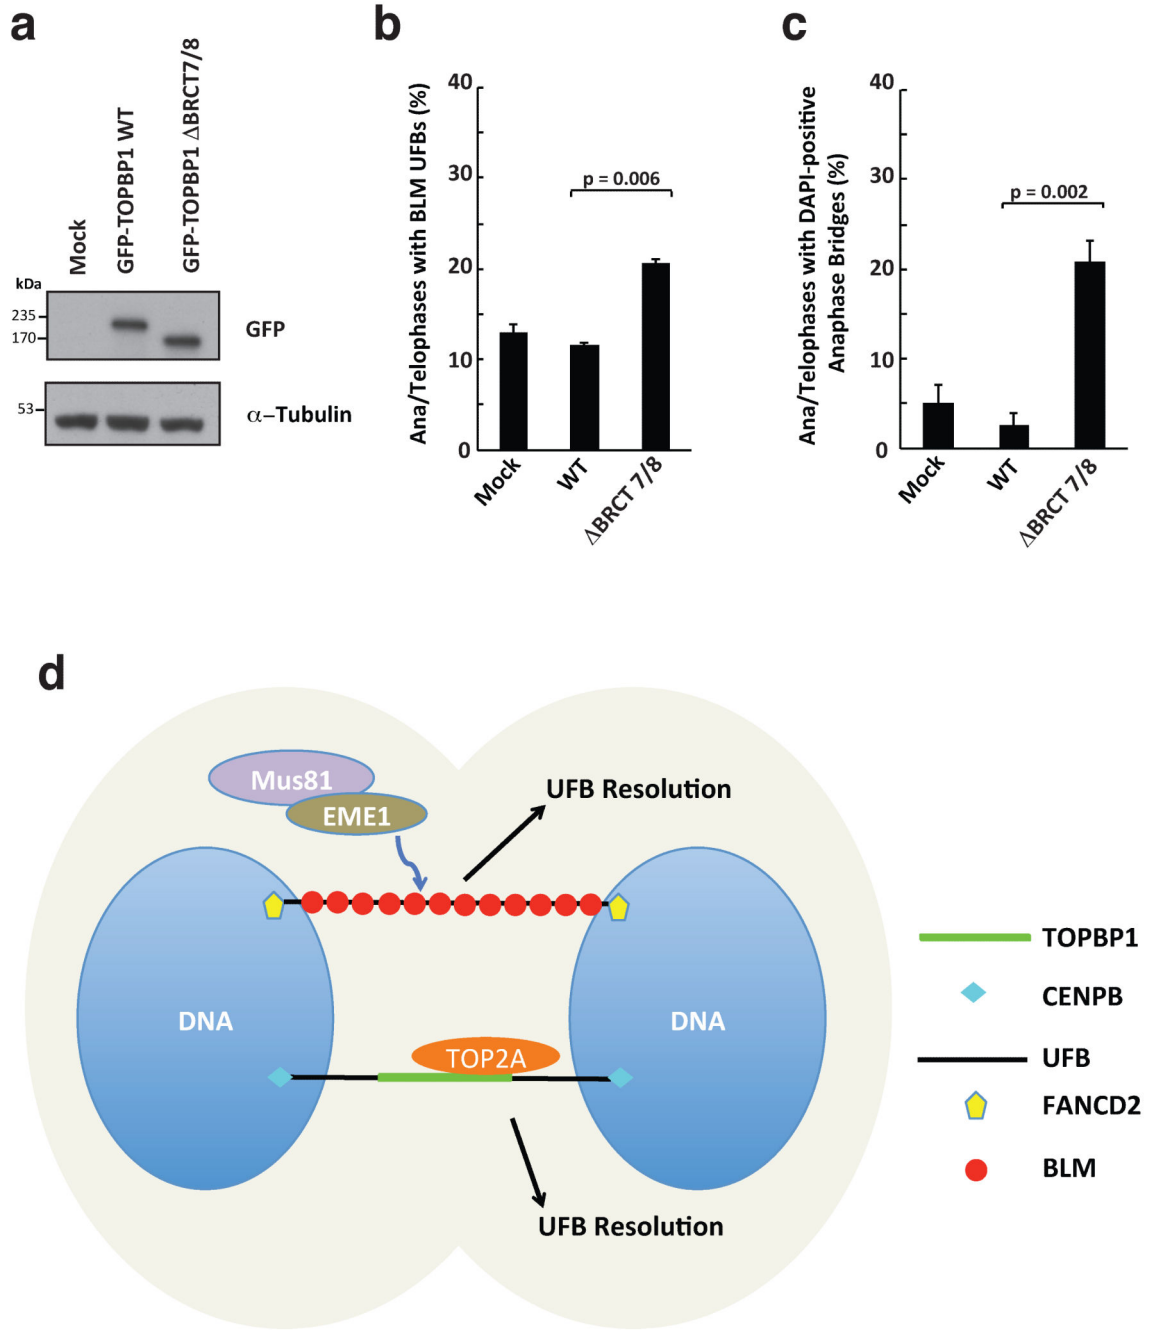 a
Mock
GFP-TOPBP1 WT
GFP-TOPBP1 ΔBRCT7/8
kDa
235
170
GFP
53
α–Tubulin
b
Ana/Telophases with BLM UFBs (%)
40
30
20
10
0
p = 0.006
Mock
WT
ΔBRCT 7/8
c
Ana/Telophases with DAPI-positive
Anaphase Bridges (%)
40
30
20
10
0
p = 0.002
Mock
WT
ΔBRCT 7/8
d
Mus81
EME1
UFB Resolution
DNA
DNA
TOP2A
UFB Resolution
TOPBP1
CENPB
UFB
FANCD2
BLM